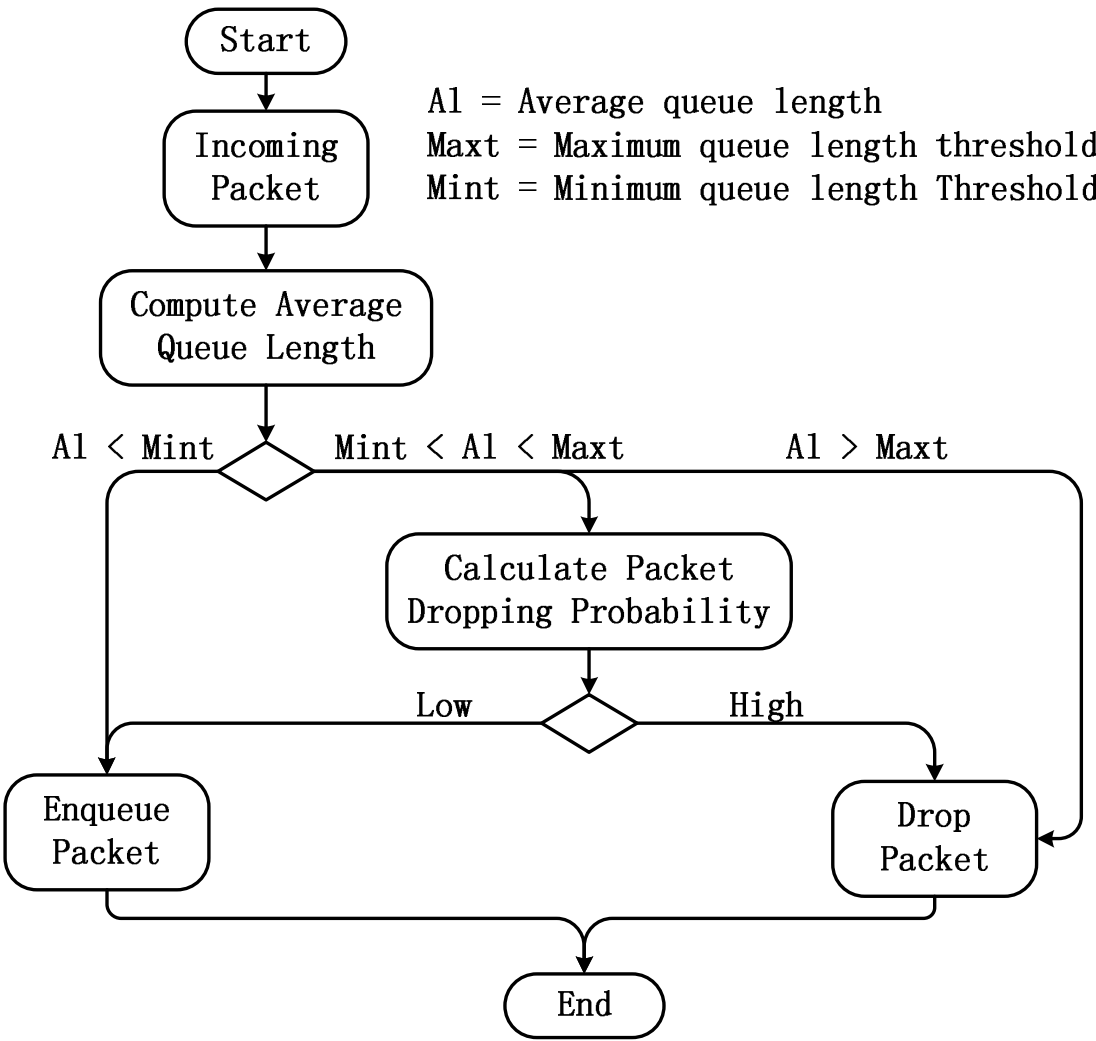 Start
Al = Average queue length
Maxt = Maximum queue length threshold
Mint = Minimum queue length Threshold
Incoming
Packet
Compute Average
Queue Length
Al < Mint
Mint < Al < Maxt
Al > Maxt
Calculate Packet
Dropping Probability
Low
High
Enqueue
Packet
Drop
Packet
End